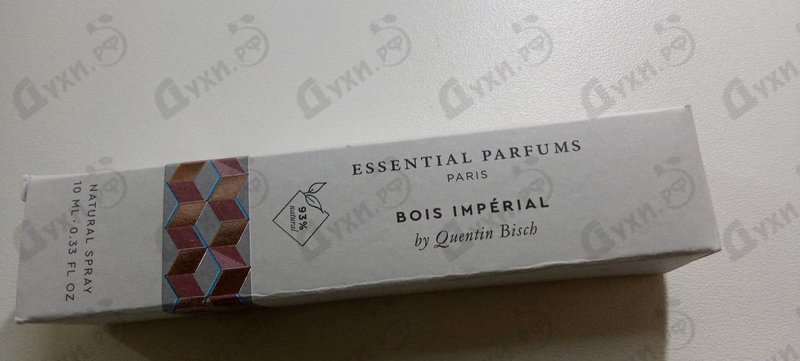 ESSENTIAL PARFUMS
PARIS
BOIS IMPÉRIAL
by Quentin Bisch
93%
natural
NATURAL SPRAY
10 ML · 0.33 FL OZ
Духи.РФ